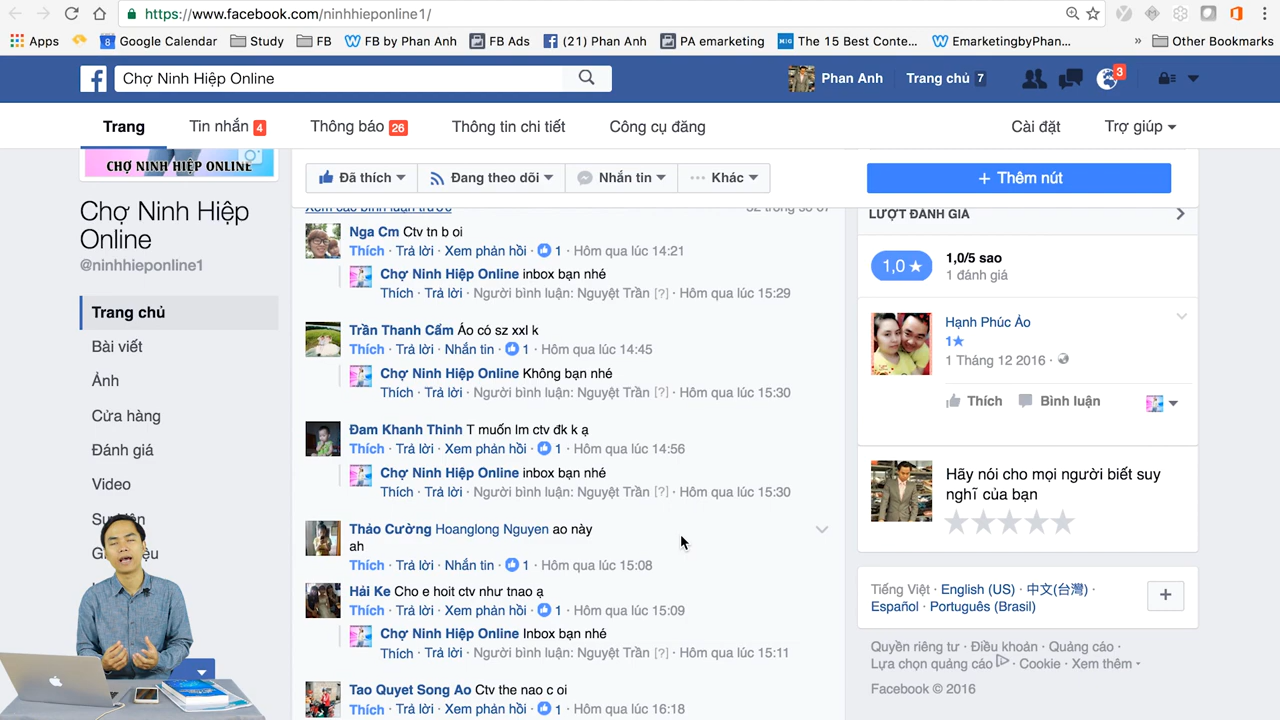 https://www.facebook.com/ninhhieponline1/
Apps
8 Google Calendar
Study
FB
FB by Phan Anh
FB Ads
(21) Phan Anh
PA emarketing
The 15 Best Conte...
EmarketingbyPhan...
»
Other Bookmarks
Chợ Ninh Hiệp Online
Phan Anh
Trang chủ 7
3
Trang
Tin nhắn 4
Thông báo 26
Thông tin chi tiết
Công cụ đăng
Cài đặt
Trợ giúp
CHỢ NINH HIỆP ONLINE
Đã thích
Đang theo dõi
Nhắn tin
Khác
+ Thêm nút
Chợ Ninh Hiệp
Online
@ninhhieponline1
Trang chủ
Bài viết
Ảnh
Cửa hàng
Đánh giá
Video
Nga Cm Ctv tn b oi
Thích · Trả lời · Xem phản hồi · 1 · Hôm qua lúc 14:21
Chợ Ninh Hiệp Online inbox bạn nhé
Thích · Trả lời · Người bình luận: Nguyệt Trần [?] · Hôm qua lúc 15:29
Trần Thanh Cẩm Áo có sz xxl k
Thích · Trả lời · Nhắn tin · 1 · Hôm qua lúc 14:45
Chợ Ninh Hiệp Online Không bạn nhé
Thích · Trả lời · Người bình luận: Nguyệt Trần [?] · Hôm qua lúc 15:30
Đam Khanh Thinh T muốn lm ctv đk k ạ
Thích · Trả lời · Xem phản hồi · 1 · Hôm qua lúc 14:56
Chợ Ninh Hiệp Online inbox bạn nhé
Thích · Trả lời · Người bình luận: Nguyệt Trần [?] · Hôm qua lúc 15:30
Thảo Cường Hoanglong Nguyen ao này
ah
Thích · Trả lời · Nhắn tin · 1 · Hôm qua lúc 15:08
Hải Ke Cho e hoit ctv như tnao ạ
Thích · Trả lời · Xem phản hồi · 1 · Hôm qua lúc 15:09
Chợ Ninh Hiệp Online Inbox bạn nhé
Thích · Trả lời · Người bình luận: Nguyệt Trần [?] · Hôm qua lúc 15:11
Tao Quyet Song Ao Ctv the nao c oi
Thích · Trả lời · Xem phản hồi · 1 · Hôm qua lúc 16:18
LƯỢT ĐÁNH GIÁ
1,0 ★
1,0/5 sao
1 đánh giá
Hạnh Phúc Ảo
1★
1 Tháng 12 2016 ·
Thích
Bình luận
Hãy nói cho mọi người biết suy
nghĩ của bạn
Tiếng Việt · English (US) · 中文(台灣) ·
Español · Português (Brasil)
+
Quyền riêng tư · Điều khoản · Quảng cáo ·
Lựa chọn quảng cáo · Cookie · Xem thêm
Facebook © 2016